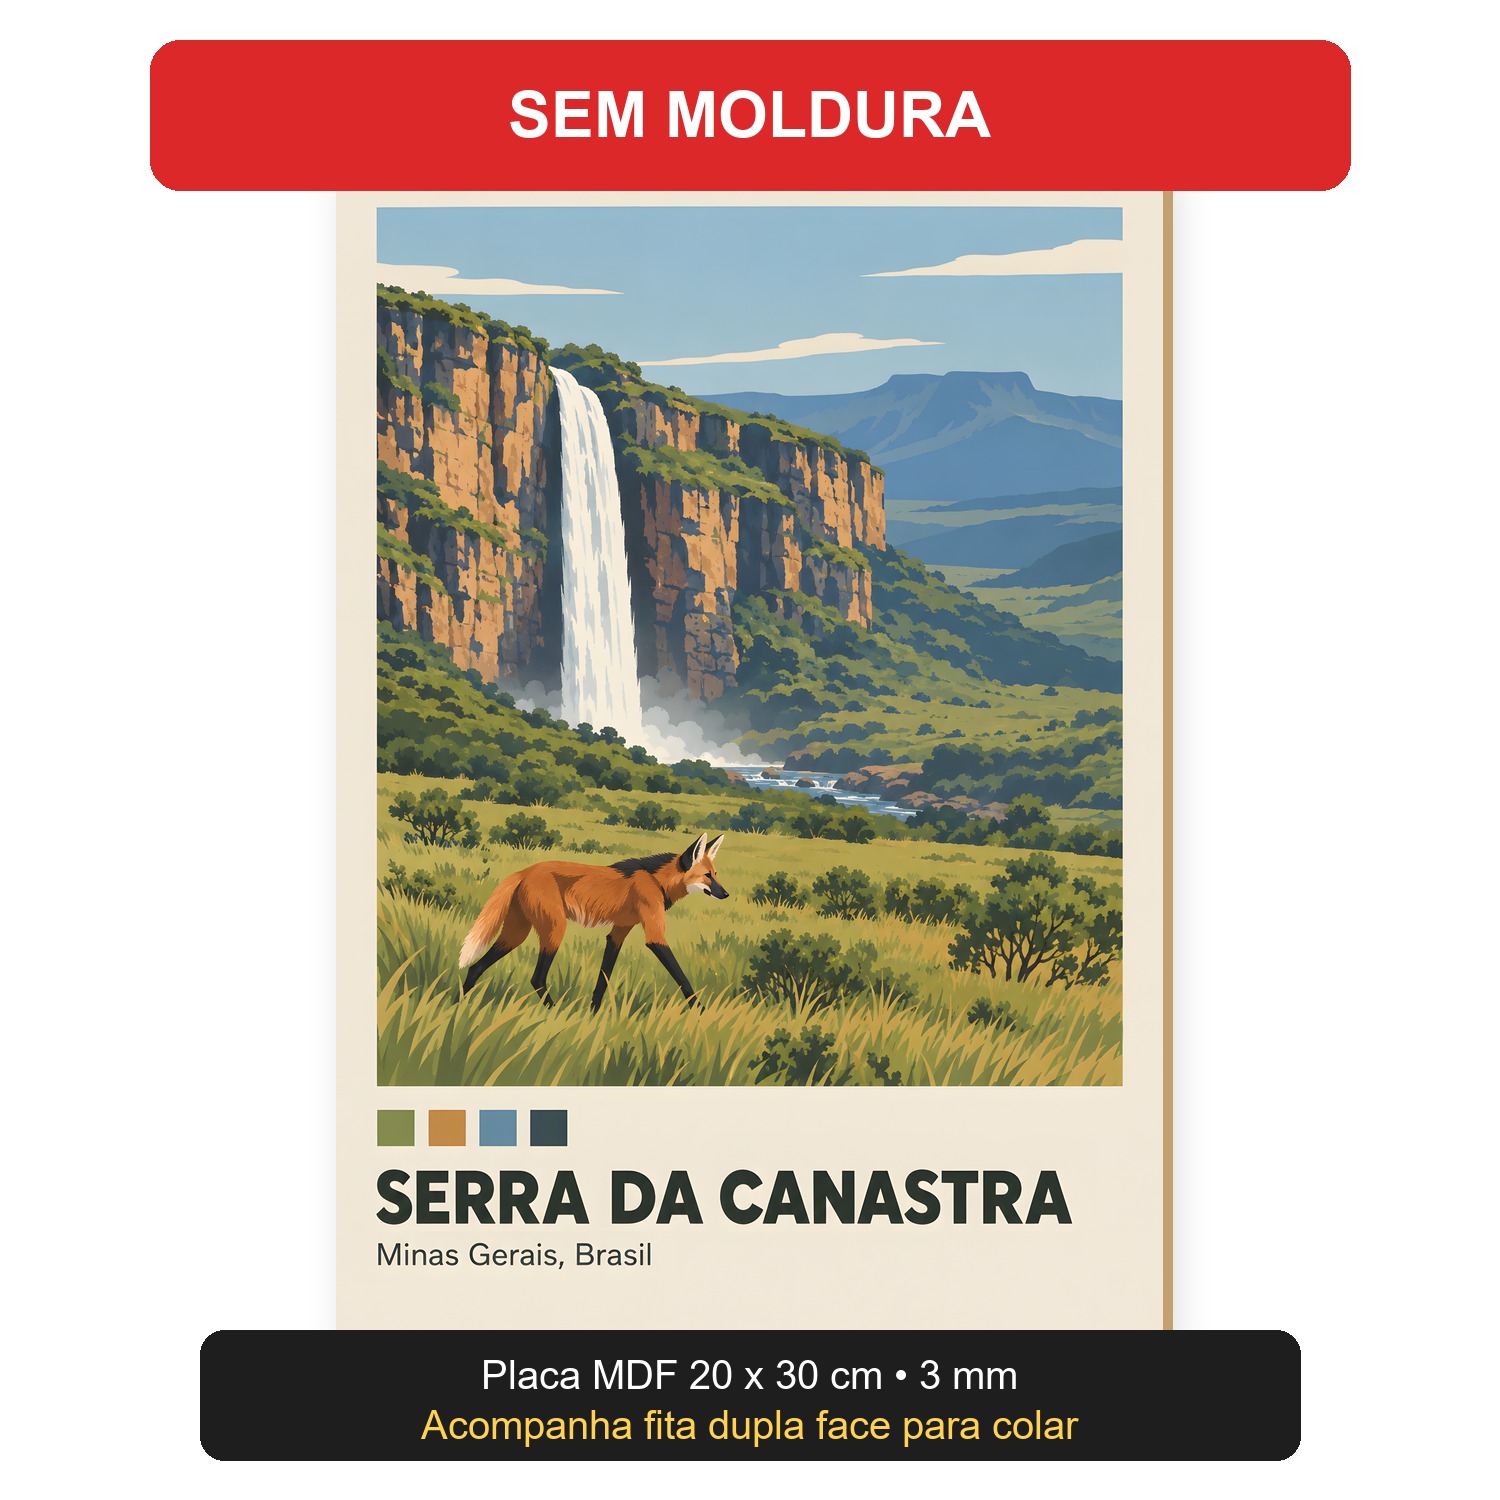 SEM MOLDURA
SERRA DA CANASTRA
Minas Gerais, Brasil
Placa MDF 20 x 30 cm • 3 mm
Acompanha fita dupla face para colar